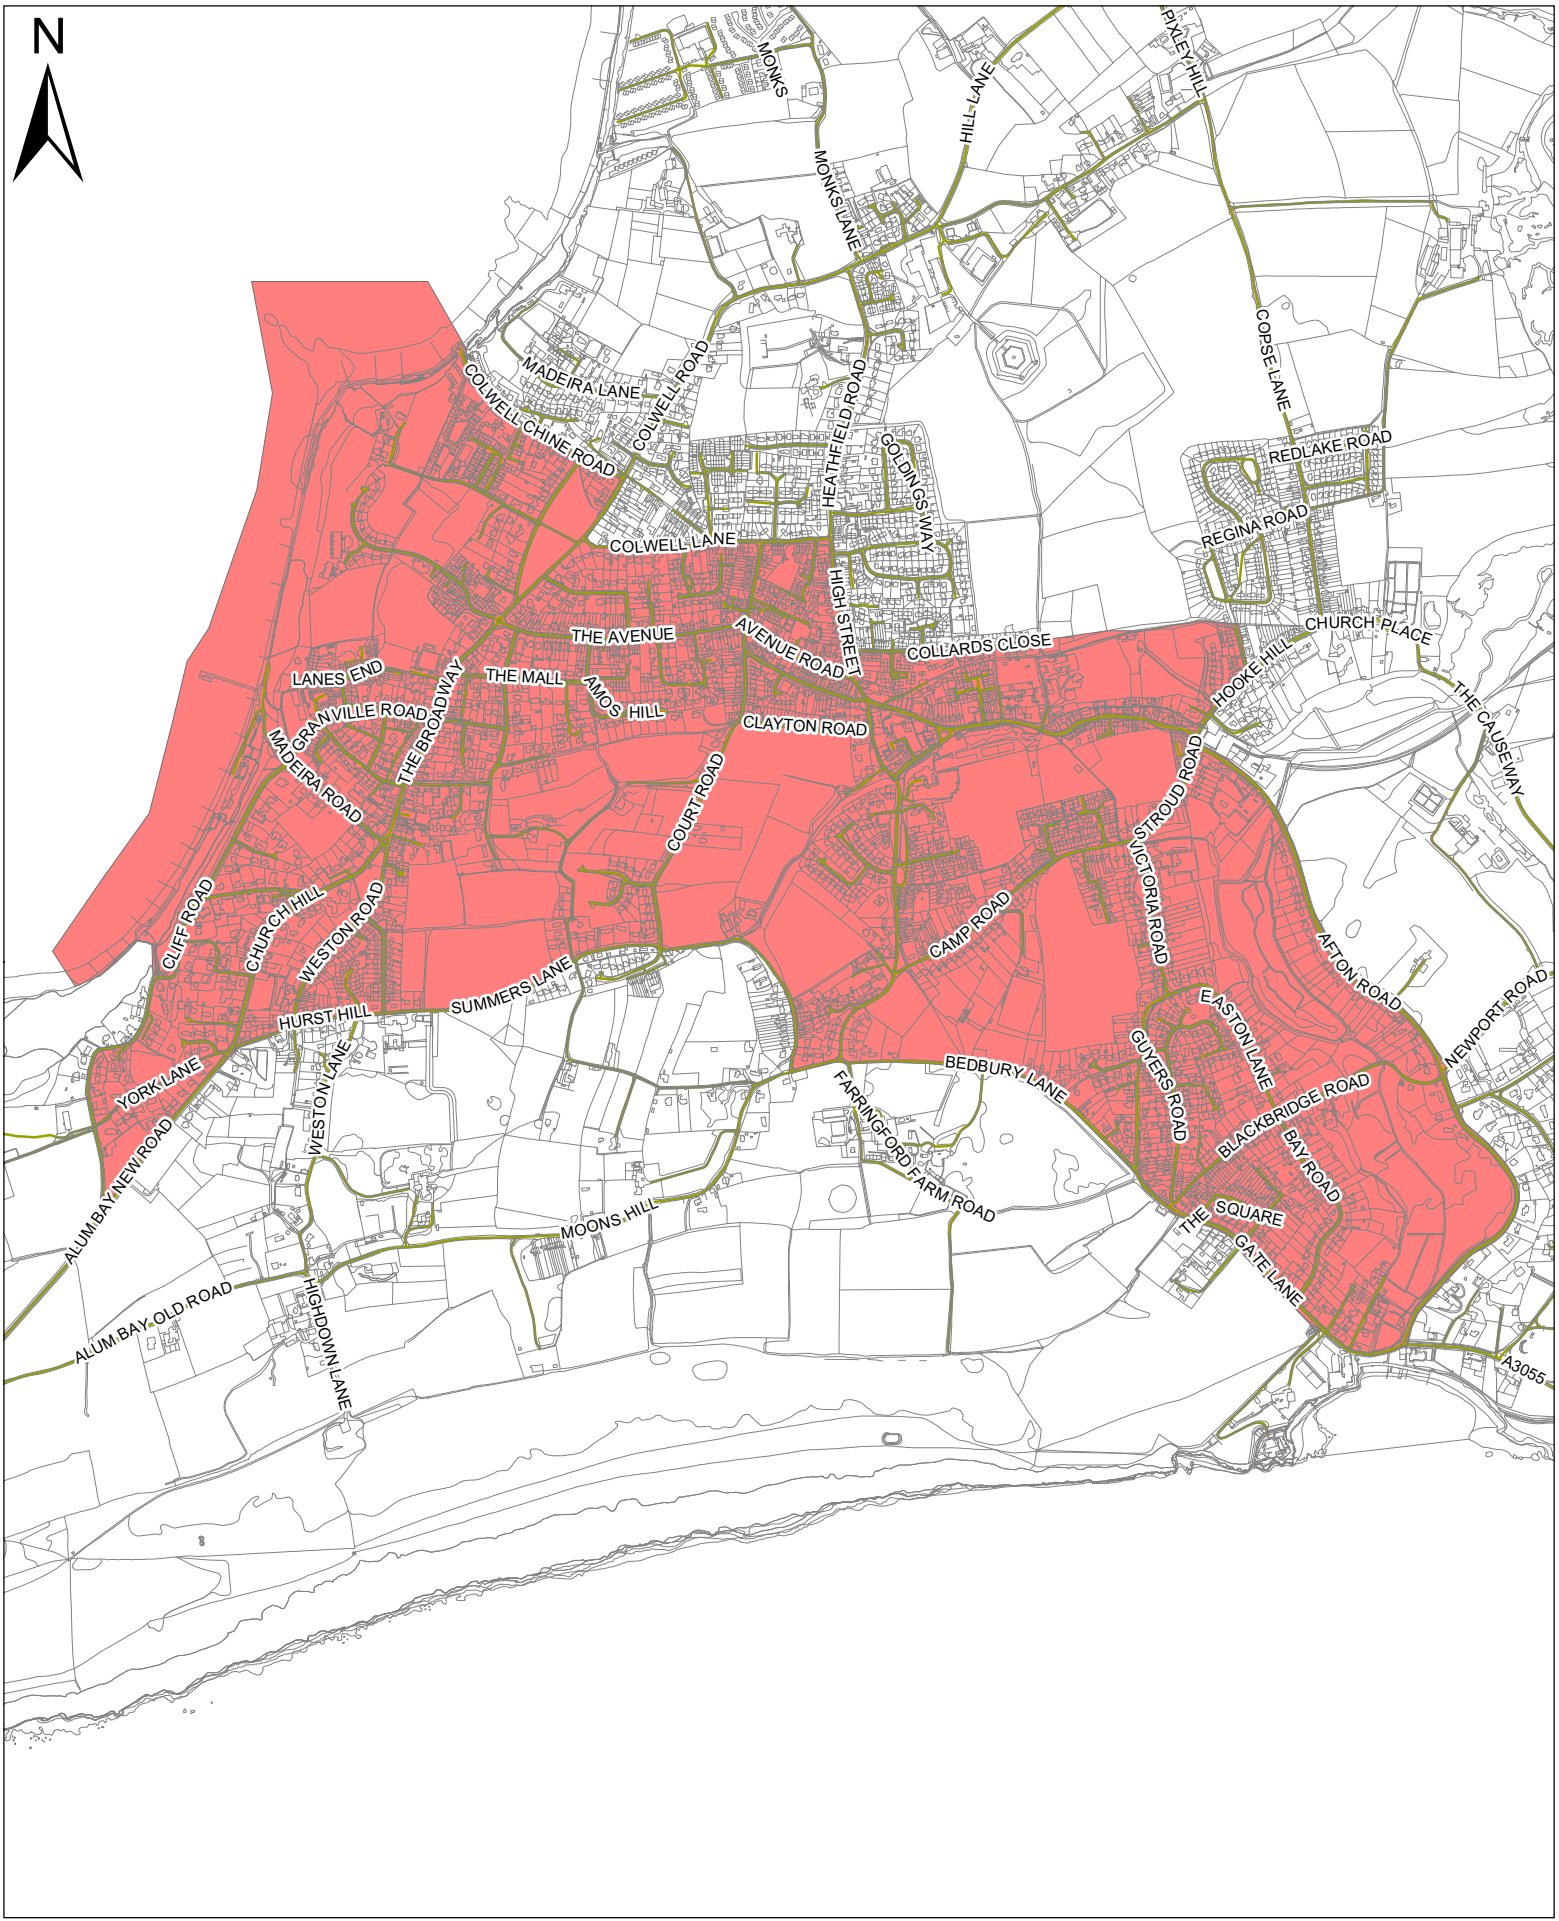 N
MONKS
PIXLEY HILL
HILL LANE
MONKS LANE
COPSE LANE
MADEIRA LANE
COLWELL ROAD
COLWELL CHINE ROAD
HEATHFIELD ROAD
GOLDINGS WAY
REDLAKE ROAD
REGINA ROAD
COLWELL LANE
HIGH STREET
THE AVENUE
AVENUE ROAD
COLLARDS CLOSE
CHURCH PLACE
HOOKE HILL
THE CAUSEWAY
LANES END
THE MALL
AMOS HILL
GRANVILLE ROAD
THE BROADWAY
CLAYTON ROAD
MADEIRA ROAD
COURT ROAD
STROUD ROAD
VICTORIA ROAD
CLIFF ROAD
CHURCH HILL
WESTON ROAD
CAMP ROAD
AFTON ROAD
SUMMERS LANE
HURST HILL
EASTON LANE
NEWPORT ROAD
YORK LANE
WESTON LANE
BEDBURY LANE
GUYERS ROAD
BLACKBRIDGE ROAD
FARRINGFORD FARM ROAD
BAY ROAD
ALUM BAY NEW ROAD
MOONS HILL
THE SQUARE
GATE LANE
ALUM BAY OLD ROAD
HIGHDOWN LANE
A3055